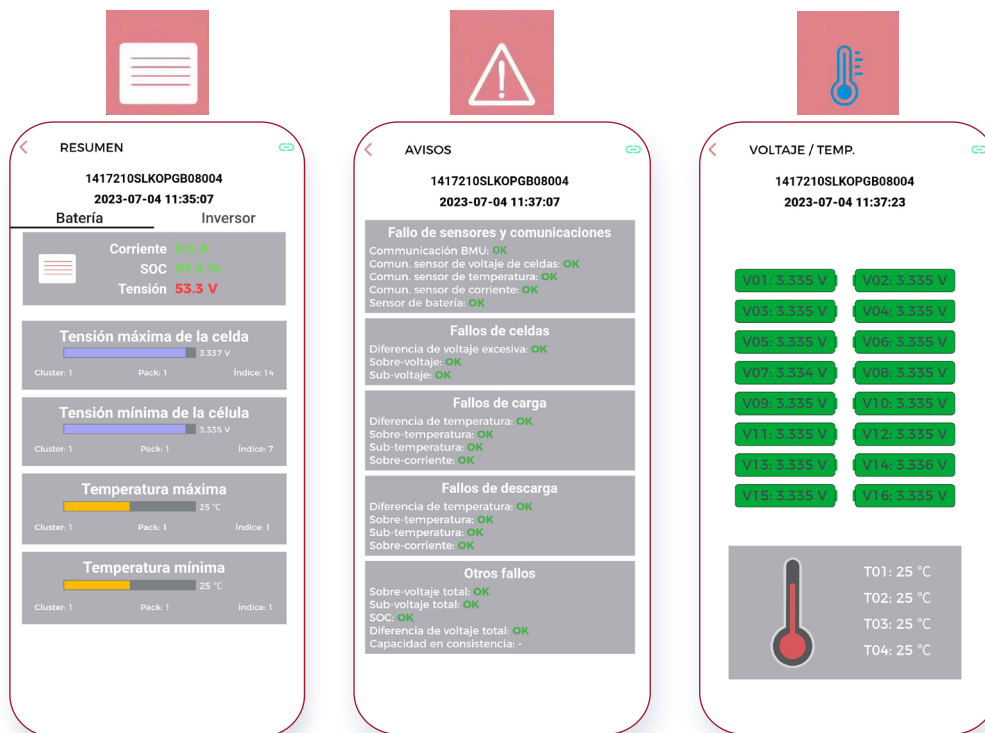 RESUMEN
1417210SLKOPGB08004
2023-07-04 11:35:07
Batería Inversor
Corriente 0.0 A.
SOC 97.3 %
Tensión 53.3 V
Tensión máxima de la celda
3.337 V
Cluster: 1 Pack: 1 Índice: 14
Tensión mínima de la célula
3.335 V
Cluster: 1 Pack: 1 Índice: 7
Temperatura máxima
25 °C
Cluster: 1 Pack: 1 Índice: 1
Temperatura mínima
25 °C
Cluster: 1 Pack: 1 Índice: 1
AVISOS
1417210SLKOPGB08004
2023-07-04 11:37:07
Fallo de sensores y comunicaciones
Communicación BMU: OK
Comun. sensor de voltaje de celdas: OK
Comun. sensor de temperatura: OK
Comun. sensor de corriente: OK
Sensor de batería: OK
Fallos de celdas
Diferencia de voltaje excesiva: OK
Sobre-voltaje: OK
Sub-voltaje: OK
Fallos de carga
Diferencia de temperatura: OK
Sobre-temperatura: OK
Sub-temperatura: OK
Sobre-corriente: OK
Fallos de descarga
Diferencia de temperatura: OK
Sobre-temperatura: OK
Sub-temperatura: OK
Sobre-corriente: OK
Otros fallos
Sobre-voltaje total: OK
Sub-voltaje total: OK
SOC: OK
Diferencia de voltaje total: OK
Capacidad en consistencia: -
VOLTAJE / TEMP.
1417210SLKOPGB08004
2023-07-04 11:37:23
V01: 3.335 V V02: 3.335 V
V03: 3.335 V V04: 3.335 V
V05: 3.335 V V06: 3.335 V
V07: 3.334 V V08: 3.335 V
V09: 3.335 V V10: 3.335 V
V11: 3.335 V V12: 3.335 V
V13: 3.335 V V14: 3.336 V
V15: 3.335 V V16: 3.335 V
T01: 25 °C
T02: 25 °C
T03: 25 °C
T04: 25 °C